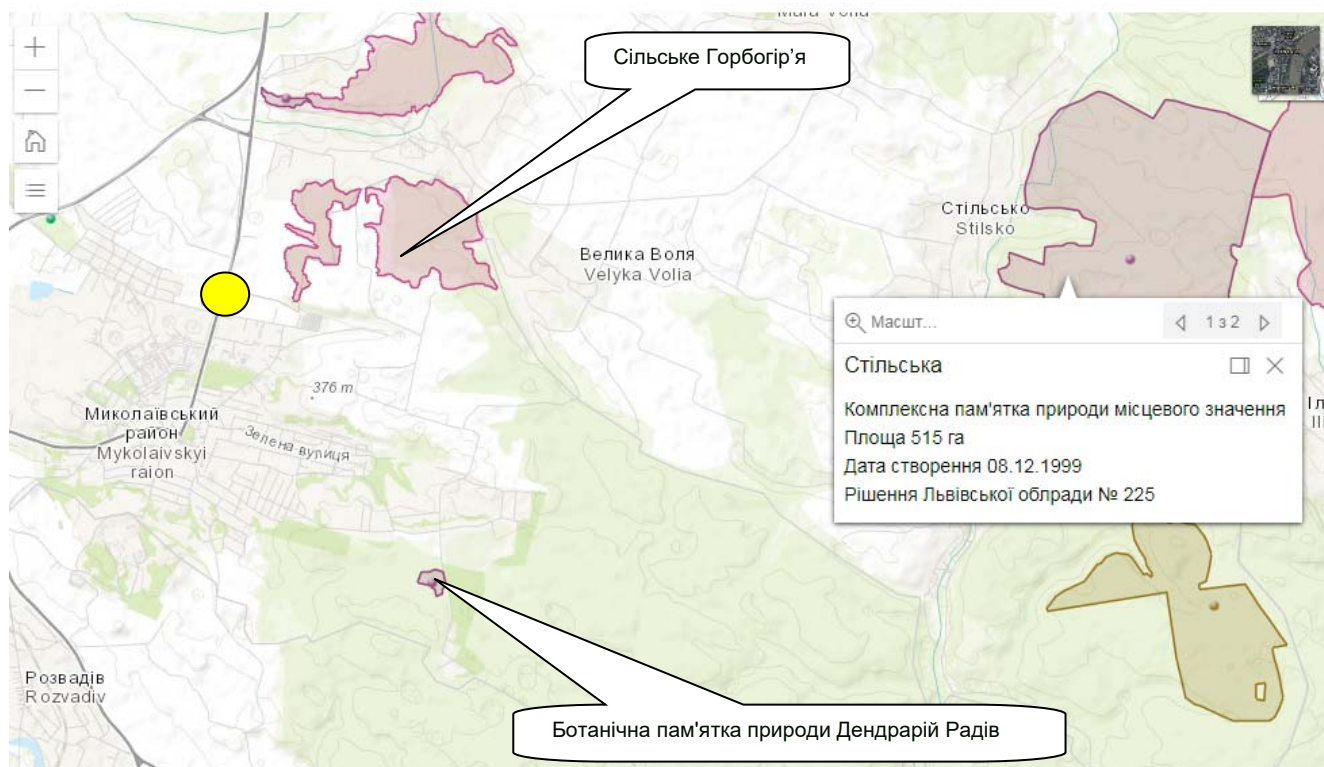 Mala Volia
Сільське Горбогір’я
Стільсько
Stilsko
Велика Воля
Velyka Volia
Масшт...
1 з 2
Стільська
Комплексна пам'ятка природи місцевого значення
Площа 515 га
Дата створення 08.12.1999
Рішення Львівської облради № 225
376 m
Миколаївський
район
Mykolaivskyi
raion
Зелена вулиця
Розвадів
Rozvadiv
Ботанічна пам'ятка природи Дендрарій Радів